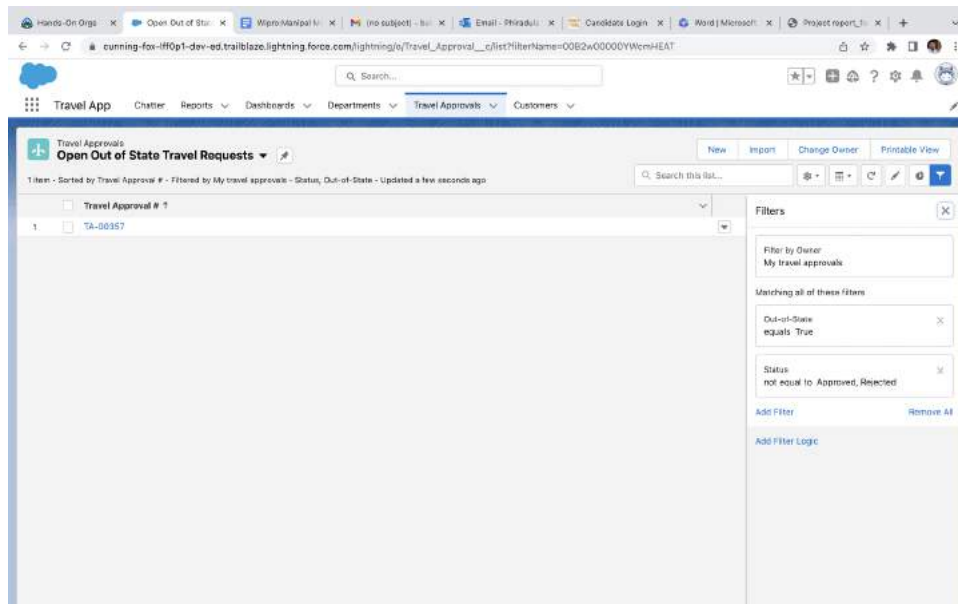 Hands-On Orgs
Open Out of Sta
Wipro Manipal
(no subject)
Email - Phiradula
Candidate Login
Word | Microsoft
Project report_
cunning-fox-lff0p1-dev-ed.trailblaze.lightning.force.com/lightning/o/Travel_Approval__c/list?filterName=00B2w00000YWcmHEAT
Search...
Travel App Chatter Reports Dashboards Departments Travel Approvals Customers
Travel Approvals
Open Out of State Travel Requests
New Import Change Owner Printable View
1 item - Sorted by Travel Approval # - Filtered by My travel approvals - Status, Out-of-State - Updated a few seconds ago
Search this list...
Travel Approval # ↑
1 TA-00357
Filters
Filter by Owner
My travel approvals
Matching all of these filters
Out-of-State
equals True
Status
not equal to Approved, Rejected
Add Filter Remove All
Add Filter Logic